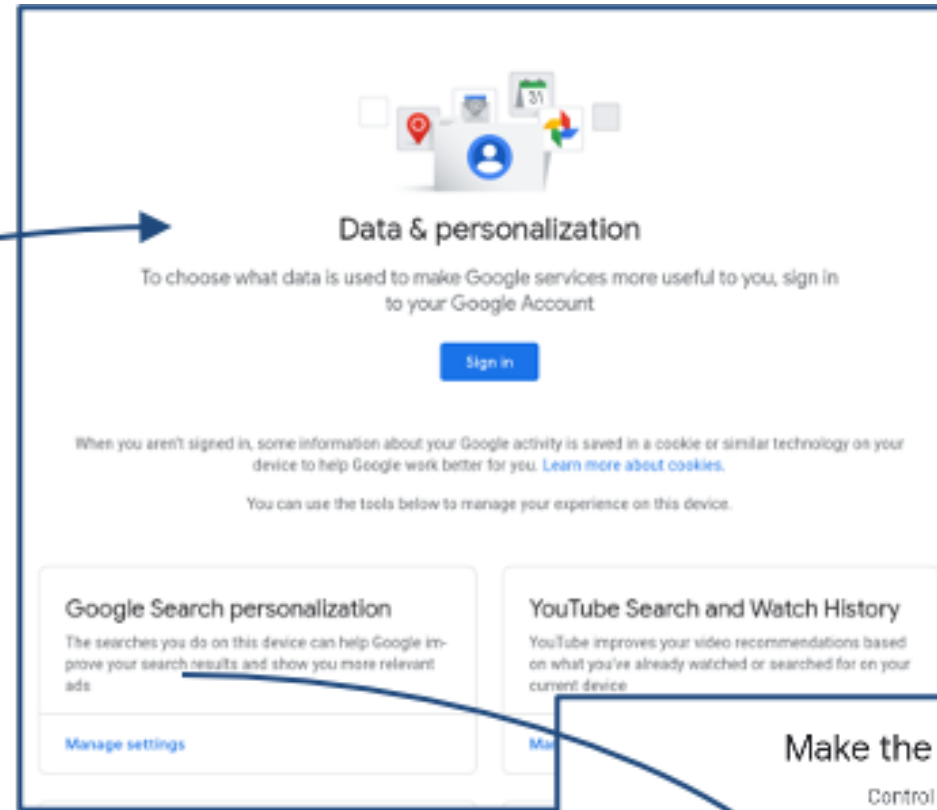 31
Data & personalization
To choose what data is used to make Google services more useful to you, sign in
to your Google Account
Sign in
When you aren't signed in, some information about your Google activity is saved in a cookie or similar technology on your
device to help Google work better for you. Learn more about cookies.
You can use the tools below to manage your experience on this device.
Google Search personalization
The searches you do on this device can help Google im-
prove your search results and show you more relevant
ads
Manage settings
YouTube Search and Watch History
YouTube improves your video recommendations based
on what you've already watched or searched for on your
current device
Ma
Make the
Control